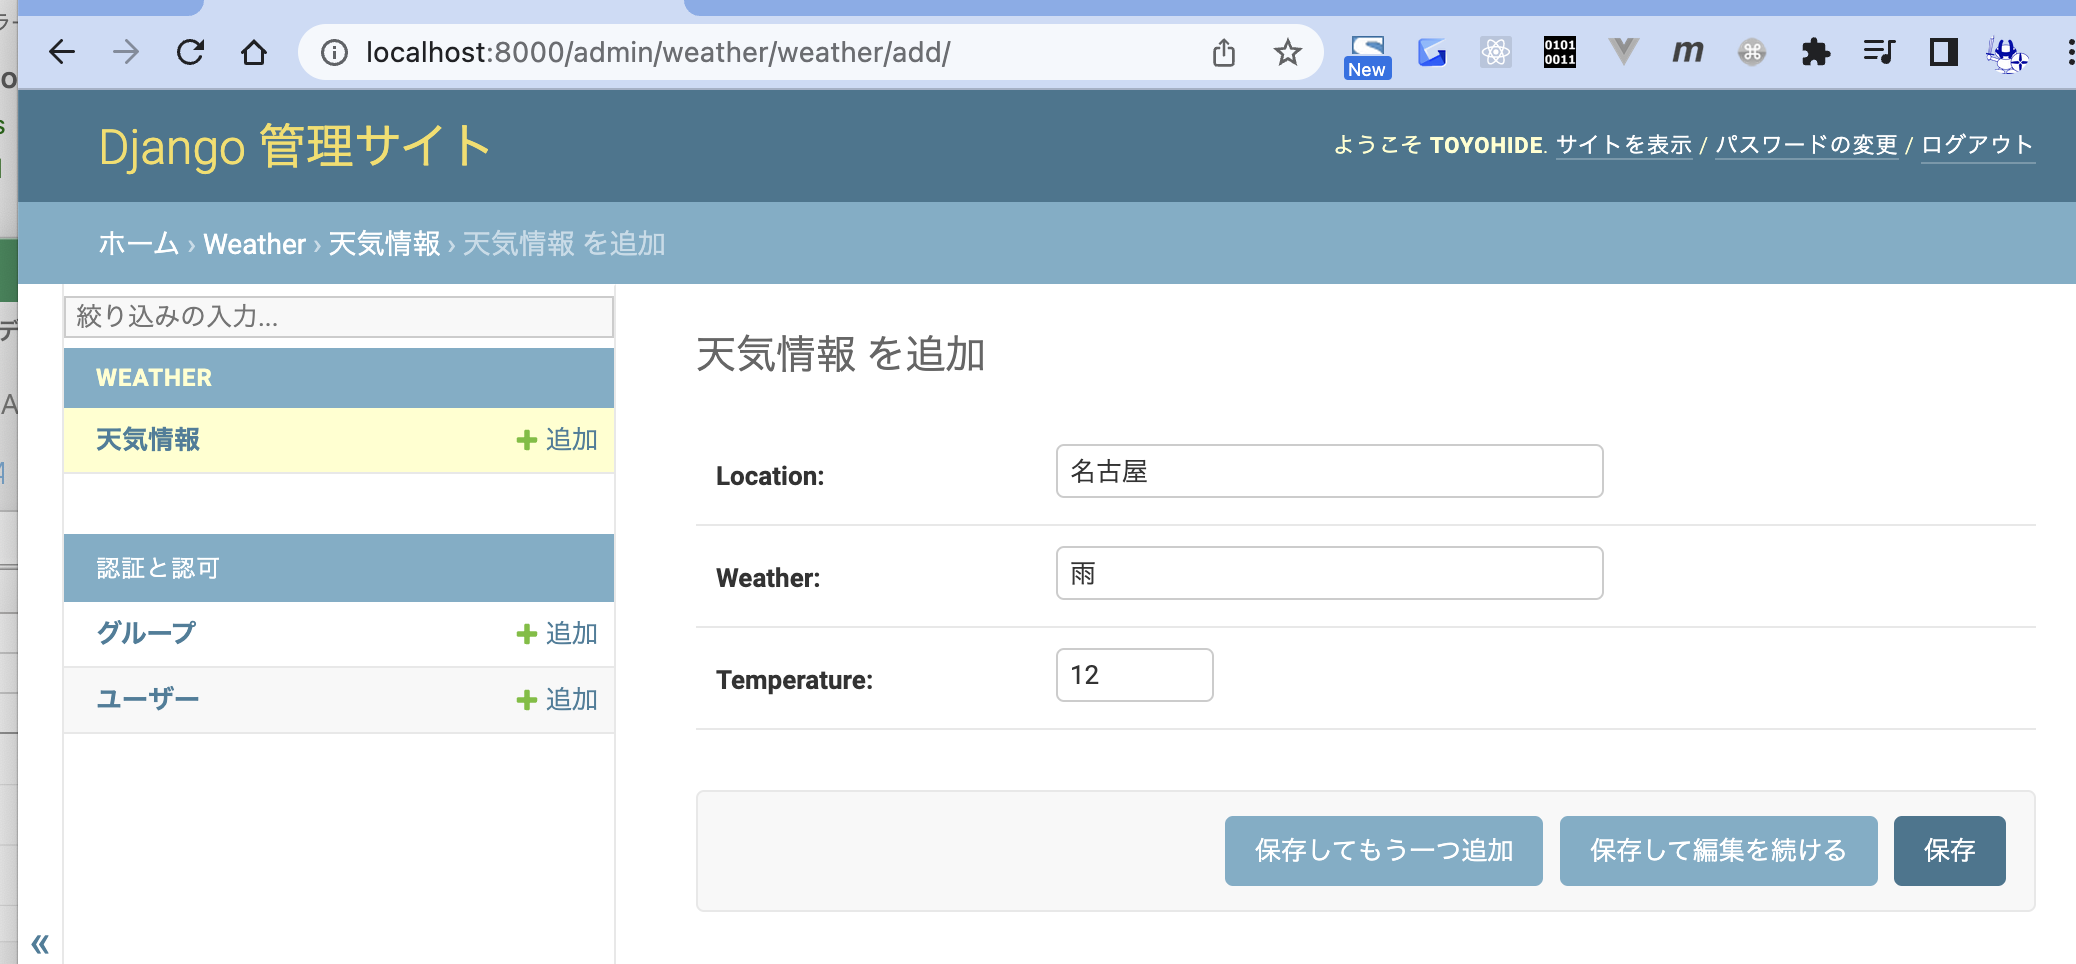 localhost:8000/admin/weather/weather/add/
New
0101
0011
m
Django 管理サイト
ようこそ TOYOHIDE. サイトを表示 / パスワードの変更 / ログアウト
ホーム › Weather › 天気情報 › 天気情報 を追加
絞り込みの入力...
WEATHER
天気情報
追加
認証と認可
グループ
追加
ユーザー
追加
天気情報 を追加
Location:
名古屋
Weather:
雨
Temperature:
12
保存してもう一つ追加
保存して編集を続ける
保存
«